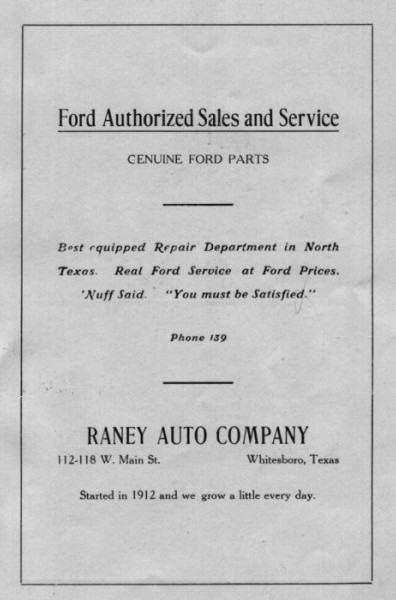 Ford Authorized Sales and Service
GENUINE FORD PARTS
Best equipped Repair Department in North
Texas. Real Ford Service at Ford Prices.
'Nuff Said. "You must be Satisfied."
Phone 139
RANEY AUTO COMPANY
112-118 W. Main St. Whitesboro, Texas
Started in 1912 and we grow a little every day.